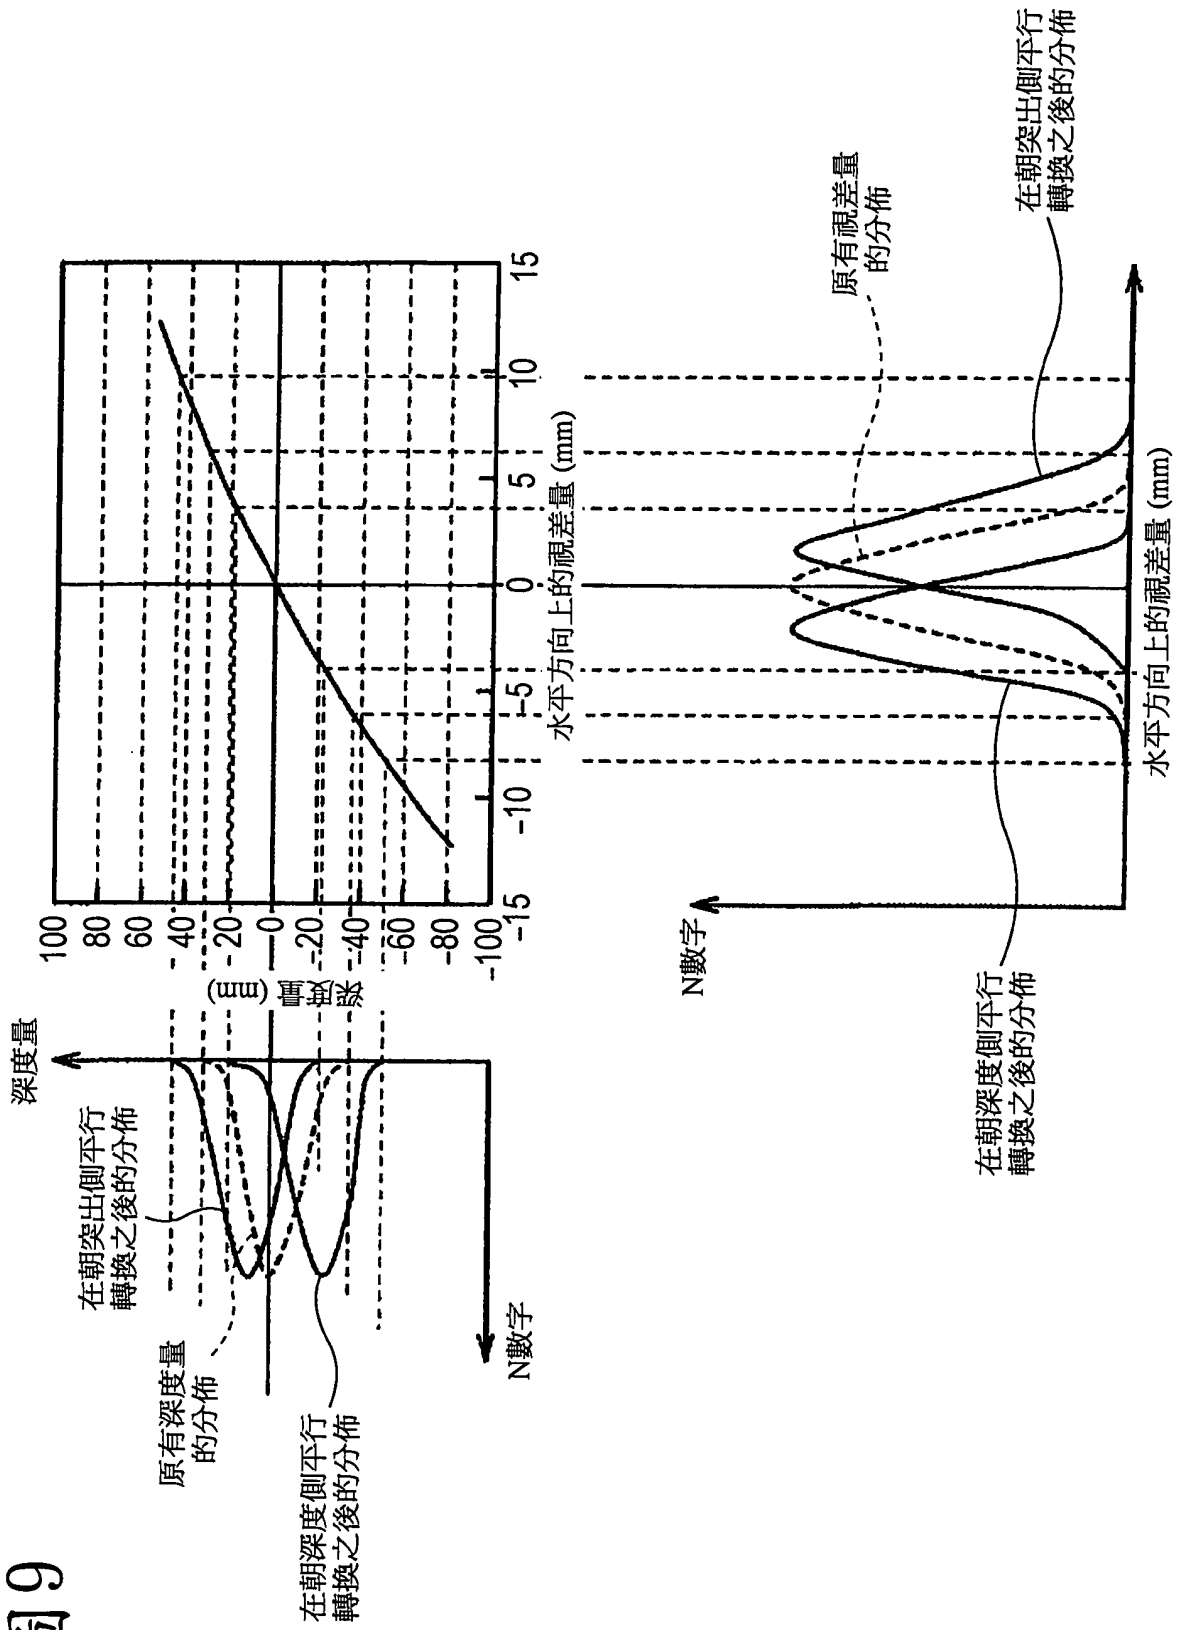 圖9
深度量
在朝突出側平行
轉換之後的分佈
原有深度量
的分佈
在朝深度側平行
轉換之後的分佈
N數字
深度量 (mm)
100
80
60
40
20
0
-20
-40
-60
-80
-100
-15
-10
-5
0
5
10
15
水平方向上的視差量 (mm)
N數字
原有視差量
的分佈
在朝突出側平行
轉換之後的分佈
在朝深度側平行
轉換之後的分佈
水平方向上的視差量 (mm)